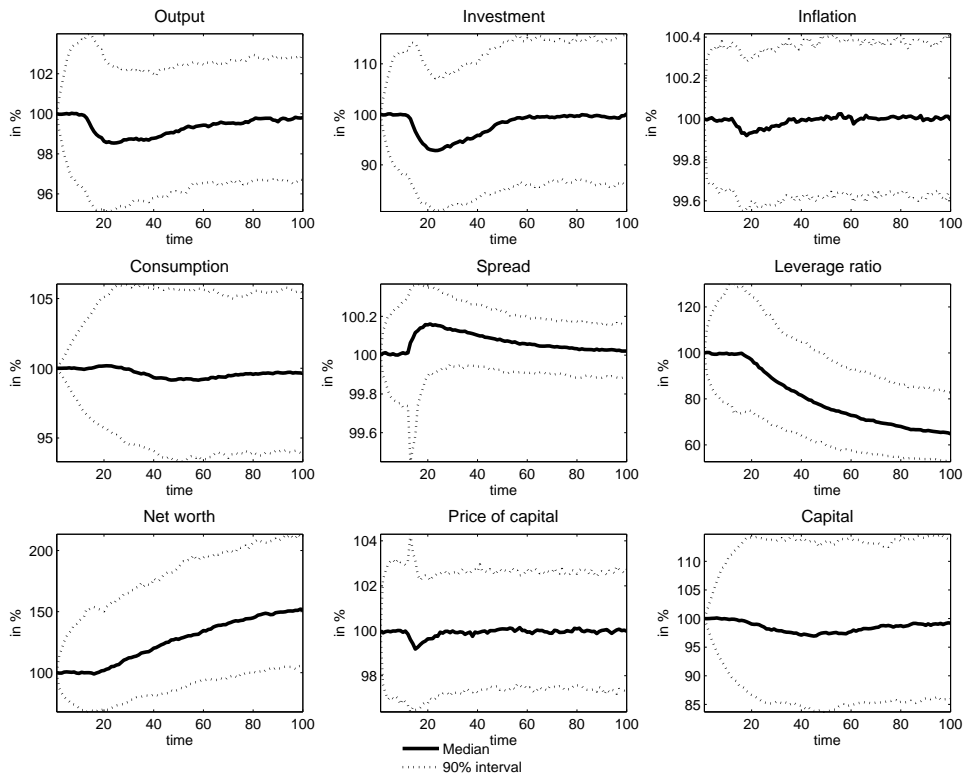 Output
in %
102
100
98
96
20 40 60 80 100
time
Investment
in %
110
100
90
20 40 60 80 100
time
Inflation
in %
100.4
100.2
100
99.8
99.6
20 40 60 80 100
time
Consumption
in %
105
100
95
20 40 60 80 100
time
Spread
in %
100.2
100
99.8
99.6
20 40 60 80 100
time
Leverage ratio
in %
120
100
80
60
20 40 60 80 100
time
Net worth
in %
200
150
100
20 40 60 80 100
time
Price of capital
in %
104
102
100
98
96
20 40 60 80 100
time
Capital
in %
110
105
100
95
90
85
20 40 60 80 100
time
Median
90% interval